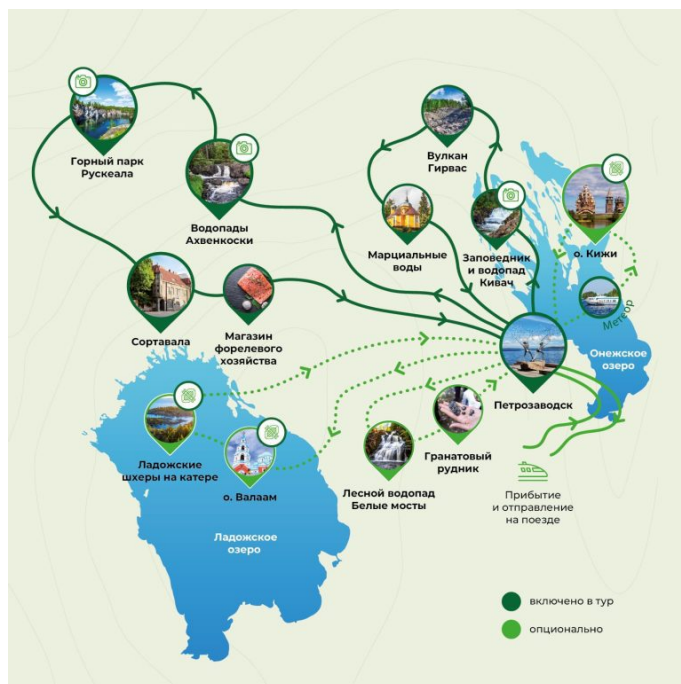 Горный парк
Рускеала
Водопады
Ахвенкоски
Вулкан
Гирвас
Марциальные
воды
Заповедник
и водопад
Кивач
о. Кижи
Метеор
Онежское
озеро
Сортавала
Магазин
форелевого
хозяйства
Петрозаводск
Ладожские
шхеры на катере
о. Валаам
Лесной водопад
Белые мосты
Гранатовый
рудник
Ладожское
озеро
Прибытие
и отправление
на поезде
включено в тур
опционально